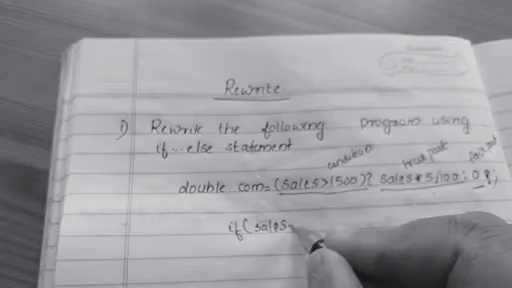 Rewrite
1) Rewrite the following program using
if...else statement
condition true part false part
double com=(sales>1500)? sales*5/100:0;
if(sales